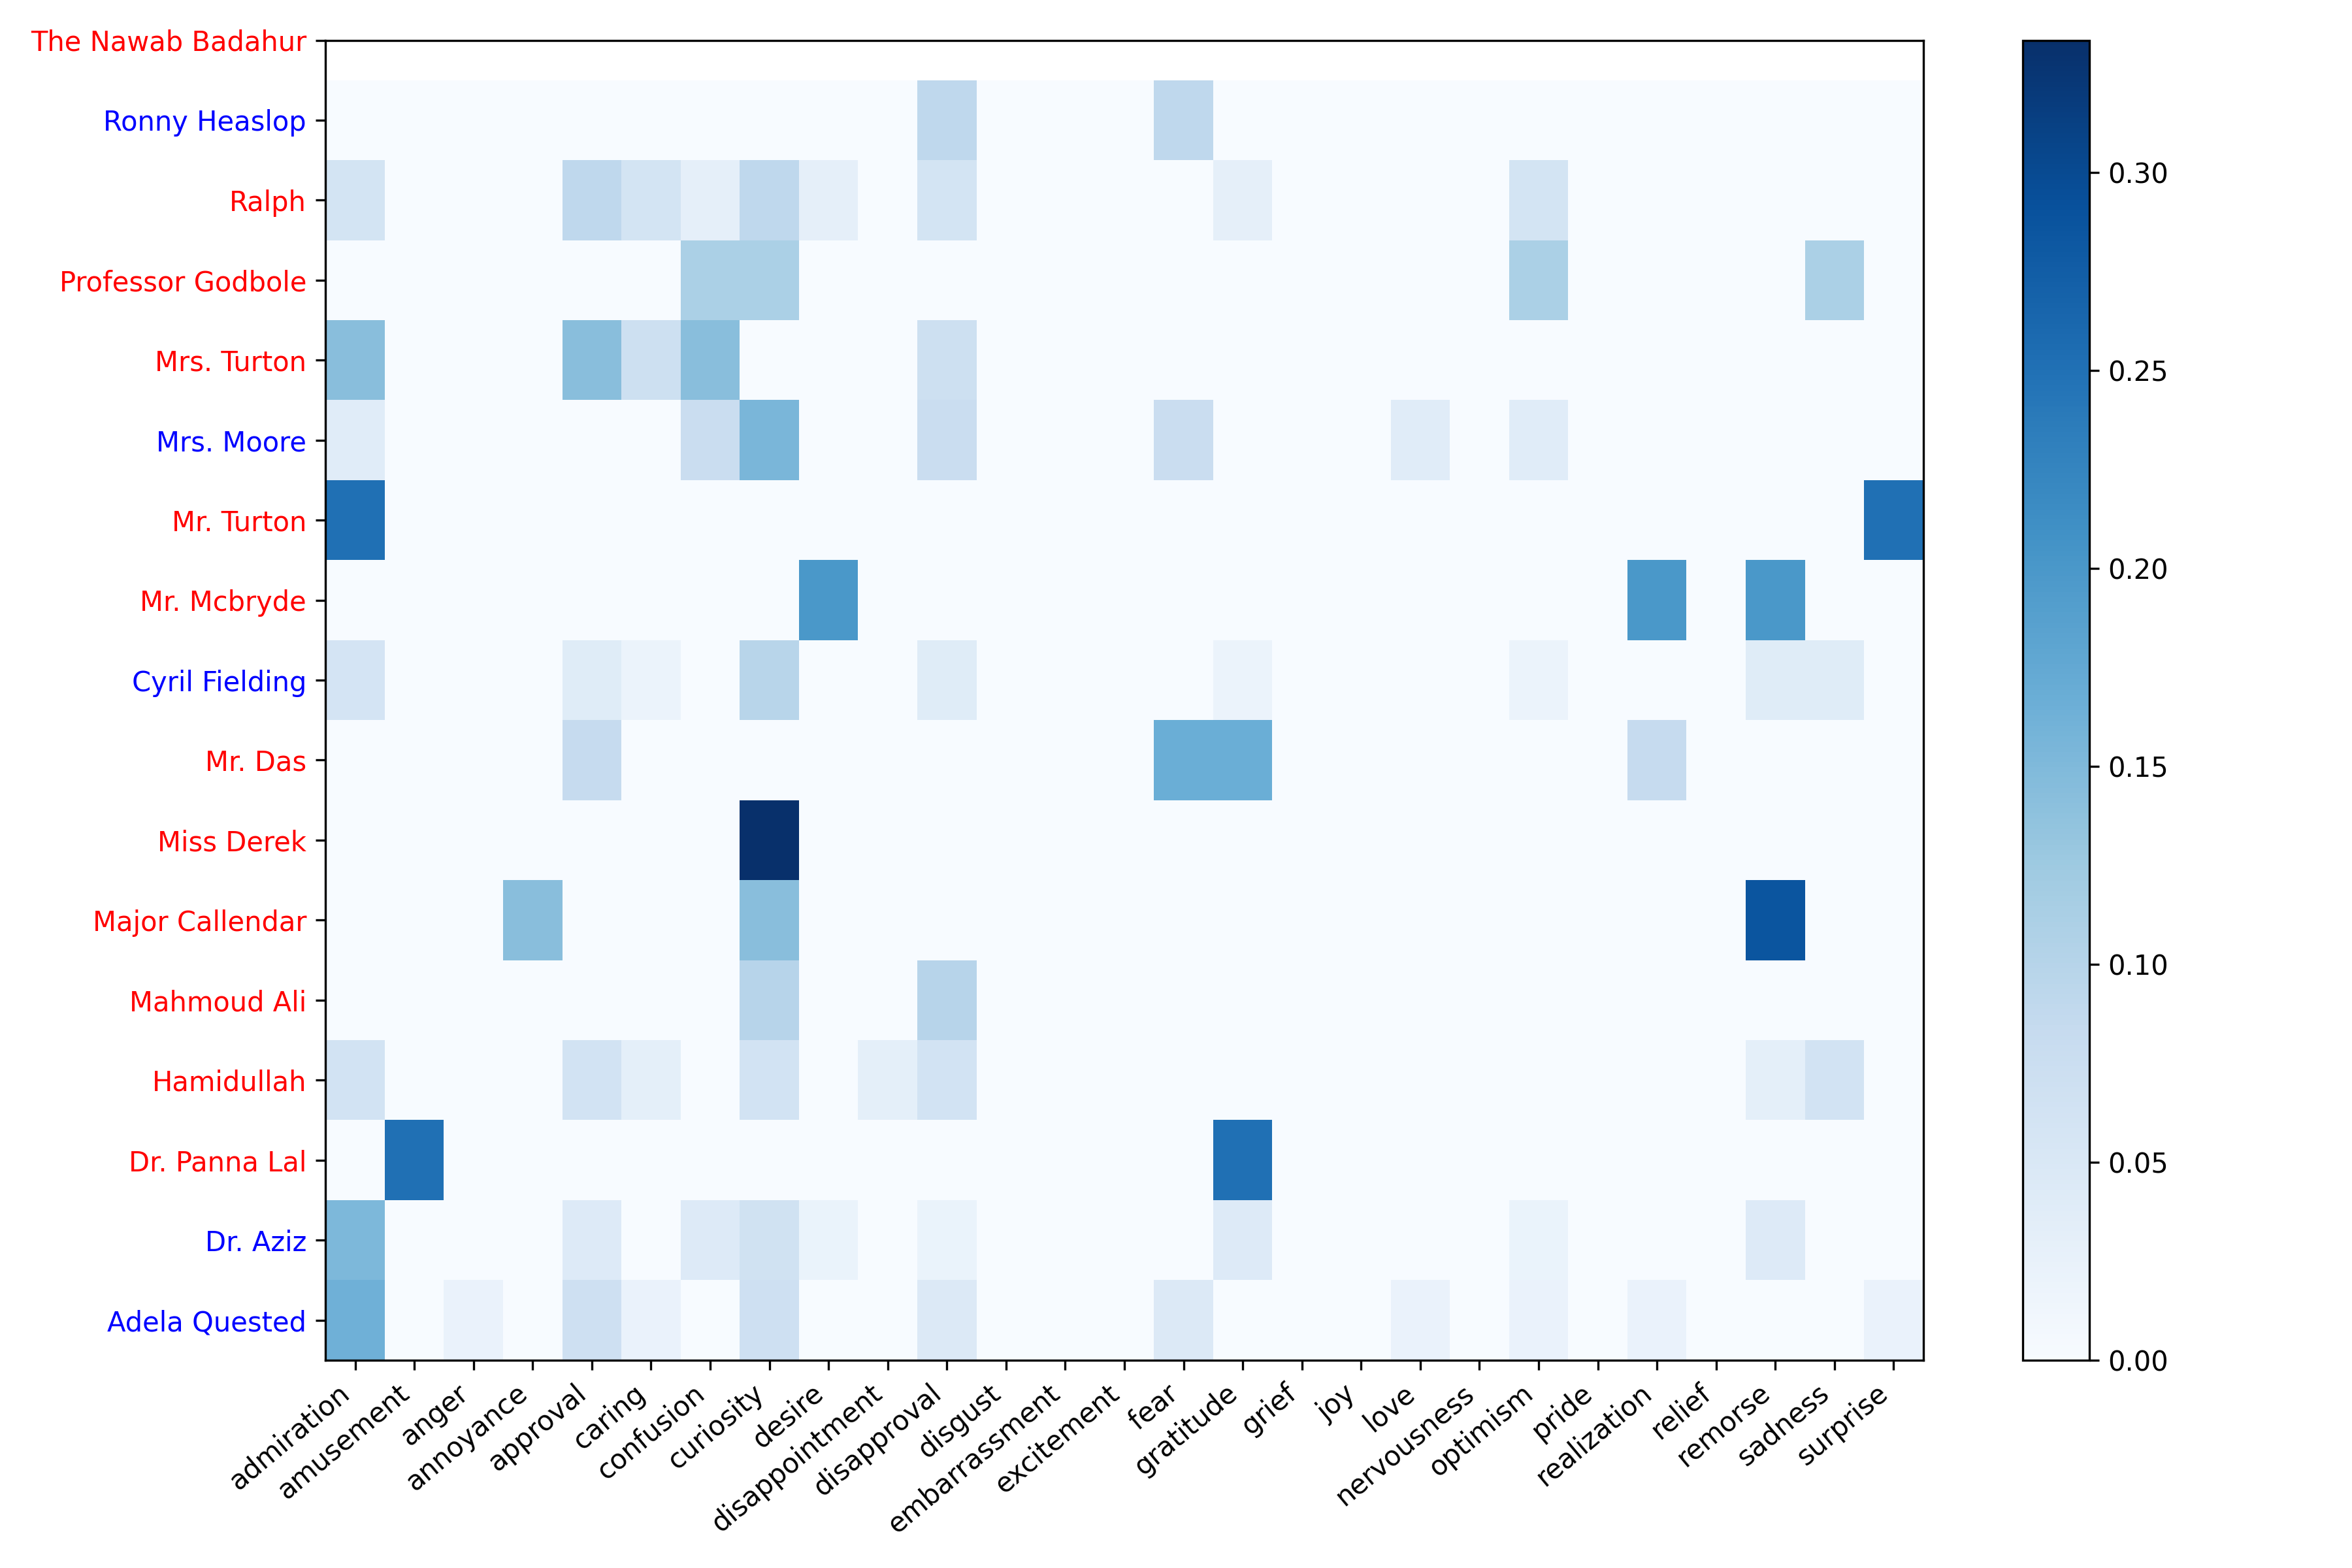 The Nawab Badahur
Ronny Heaslop
Ralph
Professor Godbole
Mrs. Turton
Mrs. Moore
Mr. Turton
Mr. Mcbryde
Cyril Fielding
Mr. Das
Miss Derek
Major Callendar
Mahmoud Ali
Hamidullah
Dr. Panna Lal
Dr. Aziz
Adela Quested
admiration
amusement
anger
annoyance
approval
caring
confusion
curiosity
desire
disappointment
disapproval
disgust
embarrassment
excitement
fear
gratitude
grief
joy
love
nervousness
optimism
pride
realization
relief
remorse
sadness
surprise
0.30
0.25
0.20
0.15
0.10
0.05
0.00